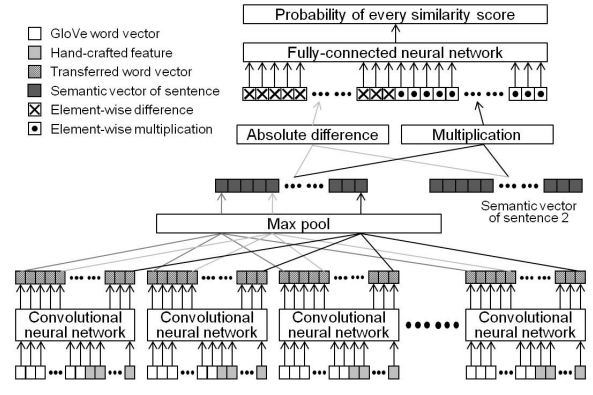 Probability of every similarity score
GloVe word vector
Hand-crafted feature
Transferred word vector
Semantic vector of sentence
Element-wise difference
Element-wise multiplication
Fully-connected neural network
Absolute difference
Multiplication
Semantic vector
of sentence 2
Max pool
Convolutional
neural network
Convolutional
neural network
Convolutional
neural network
Convolutional
neural network